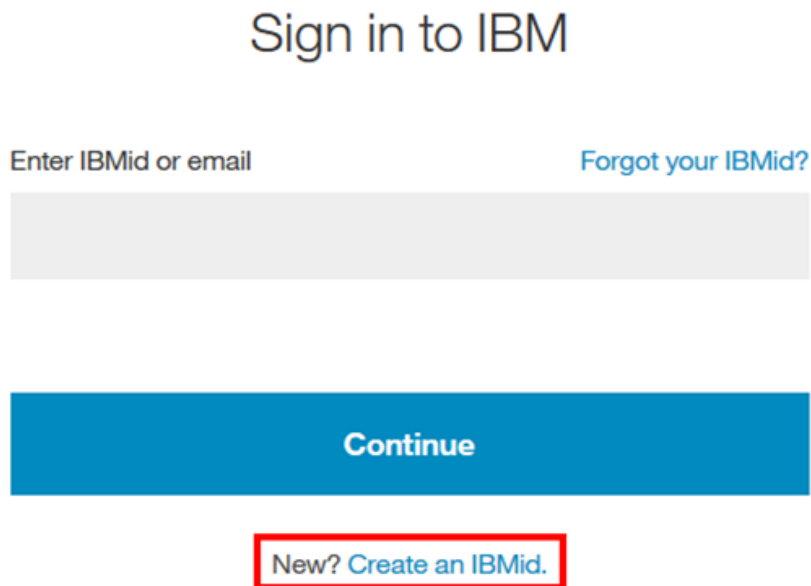 Sign in to IBM
Enter IBMid or email Forgot your IBMid?
Continue
New? Create an IBMid.